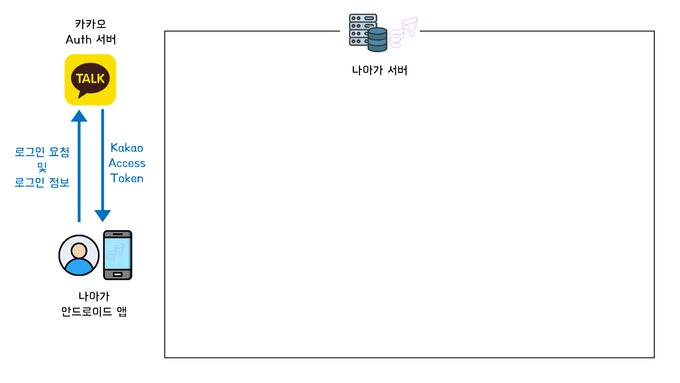 카카오
Auth 서버
TALK
로그인 요청
및
로그인 정보
Kakao
Access
Token
나아가
안드로이드 앱
나아가 서버